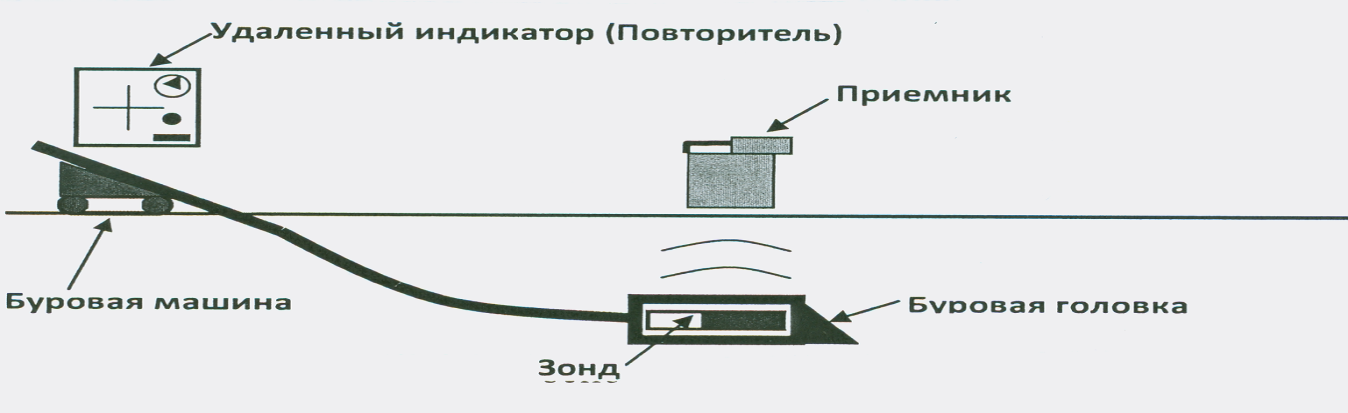 Удаленный индикатор (Повторитель)
Приемник
Буровая машина
Буровая головка
Зонд